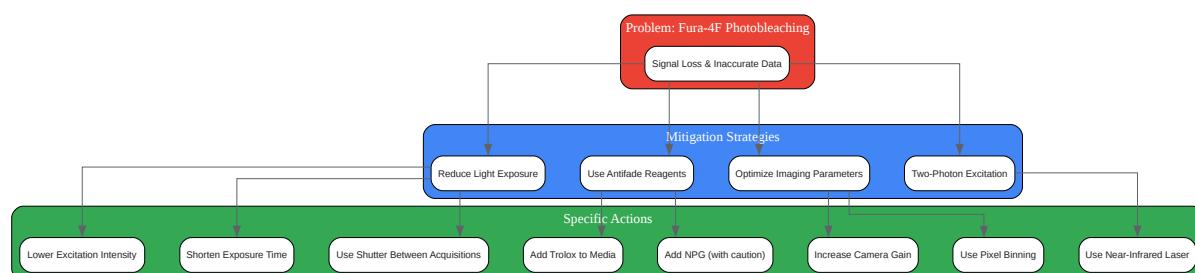 Problem: Fura-4F Photobleaching
Signal Loss & Inaccurate Data
Mitigation Strategies
Reduce Light Exposure
Use Antifade Reagents
Optimize Imaging Parameters
Two-Photon Excitation
Specific Actions
Lower Excitation Intensity
Shorten Exposure Time
Use Shutter Between Acquisitions
Add Trolox to Media
Add NPG (with caution)
Increase Camera Gain
Use Pixel Binning
Use Near-Infrared Laser